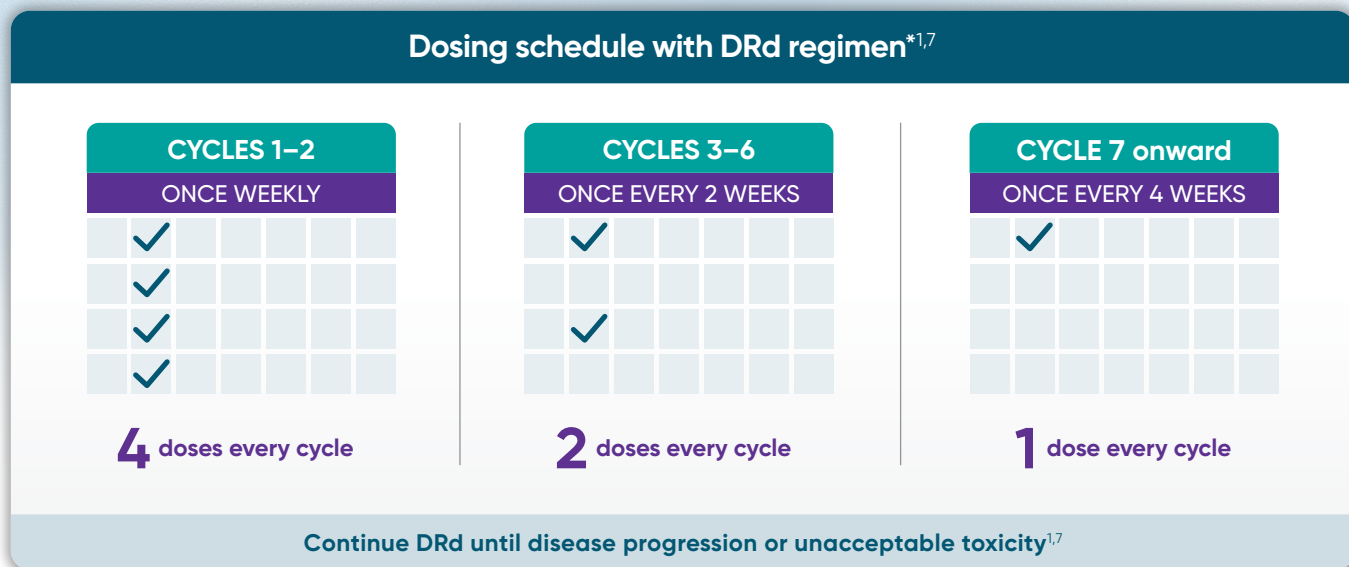 Dosing schedule with DRd regimen*1,7
CYCLES 1–2
ONCE WEEKLY
4 doses every cycle
CYCLES 3–6
ONCE EVERY 2 WEEKS
2 doses every cycle
CYCLE 7 onward
ONCE EVERY 4 WEEKS
1 dose every cycle
Continue DRd until disease progression or unacceptable toxicity1,7